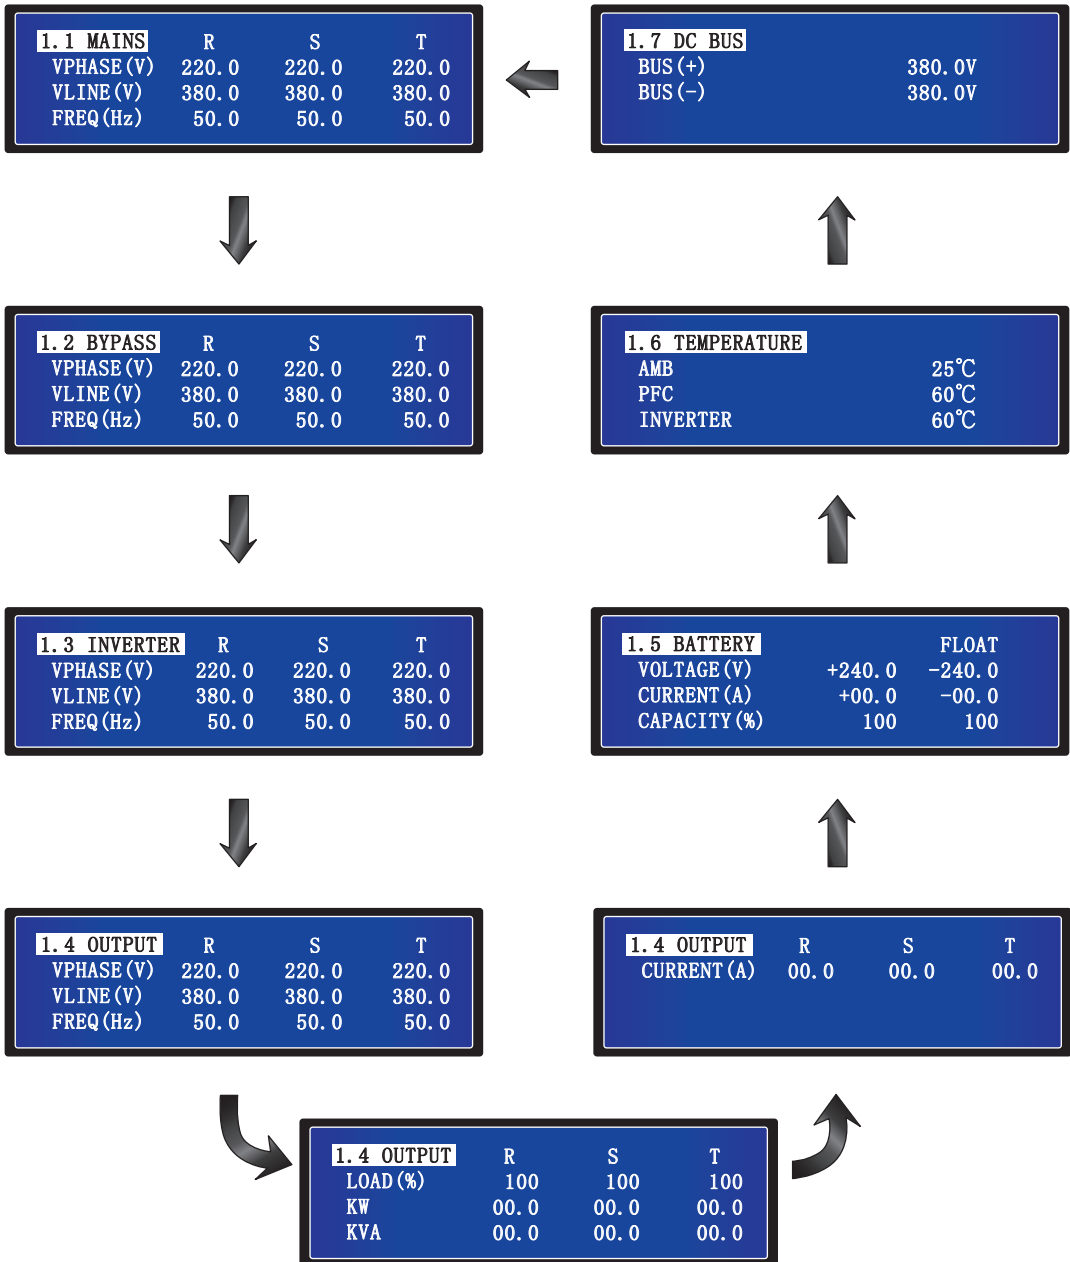 1.1 MAINS R S T
VPHASE(V) 220.0 220.0 220.0
VLINE(V) 380.0 380.0 380.0
FREQ(Hz) 50.0 50.0 50.0
1.2 BYPASS R S T
VPHASE(V) 220.0 220.0 220.0
VLINE(V) 380.0 380.0 380.0
FREQ(Hz) 50.0 50.0 50.0
1.3 INVERTER R S T
VPHASE(V) 220.0 220.0 220.0
VLINE(V) 380.0 380.0 380.0
FREQ(Hz) 50.0 50.0 50.0
1.4 OUTPUT R S T
VPHASE(V) 220.0 220.0 220.0
VLINE(V) 380.0 380.0 380.0
FREQ(Hz) 50.0 50.0 50.0
1.4 OUTPUT R S T
LOAD(%) 100 100 100
KW 00.0 00.0 00.0
KVA 00.0 00.0 00.0
1.4 OUTPUT R S T
CURRENT(A) 00.0 00.0 00.0
1.5 BATTERY FLOAT
VOLTAGE(V) +240.0 -240.0
CURRENT(A) +00.0 -00.0
CAPACITY(%) 100 100
1.6 TEMPERATURE
AMB 25℃
PFC 60℃
INVERTER 60℃
1.7 DC BUS
BUS(+) 380.0V
BUS(-) 380.0V